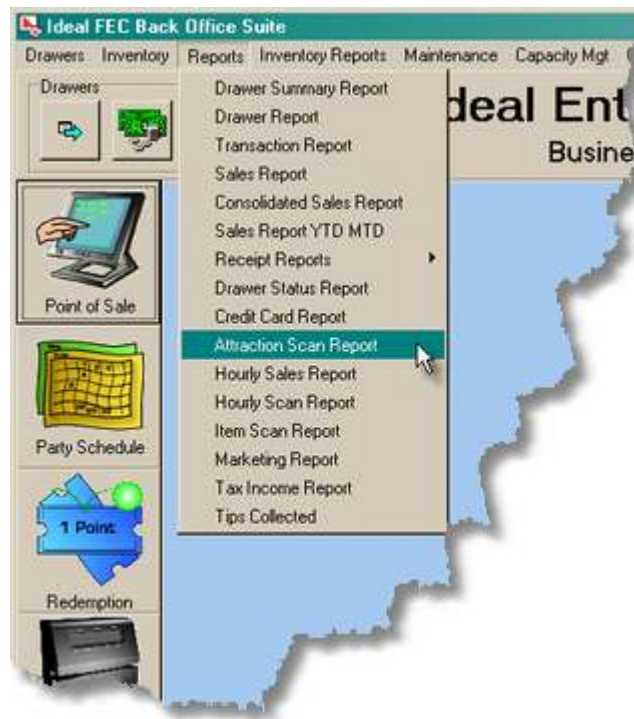 Ideal FEC Back Office Suite
Drawers Inventory Reports Inventory Reports Maintenance Capacity Mgt
Drawers
deal Ent
Busine
Drawer Summary Report
Drawer Report
Transaction Report
Sales Report
Consolidated Sales Report
Sales Report YTD MTD
Receipt Reports
Drawer Status Report
Credit Card Report
Attraction Scan Report
Hourly Sales Report
Hourly Scan Report
Item Scan Report
Marketing Report
Tax Income Report
Tips Collected
Point of Sale
Party Schedule
1 Point
Redemption